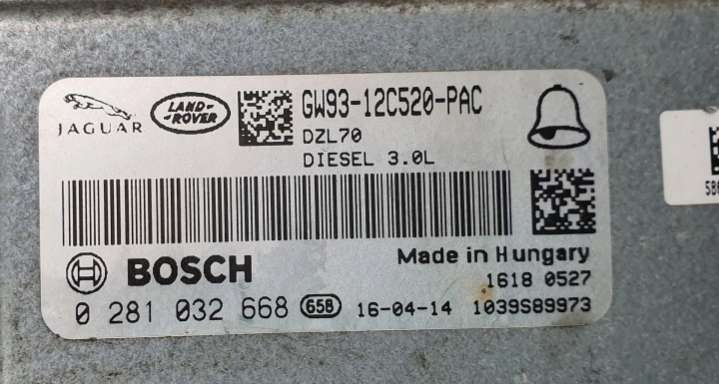 JAGUAR
LAND-
-ROVER
GW93-12C520-PAC
DZL70
DIESEL 3.0L
BOSCH
Made in Hungary
1618 0527
0 281 032 668 658 16-04-14 1039S89973